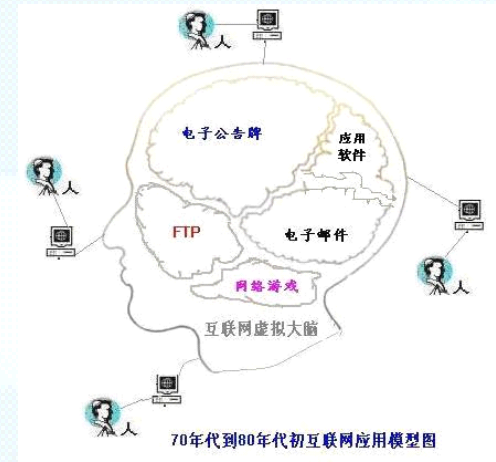 人
电子公告牌
应用
软件
人
FTP
电子邮件
网络游戏
人
互联网虚拟大脑
人
70年代到80年代初互联网应用模型图